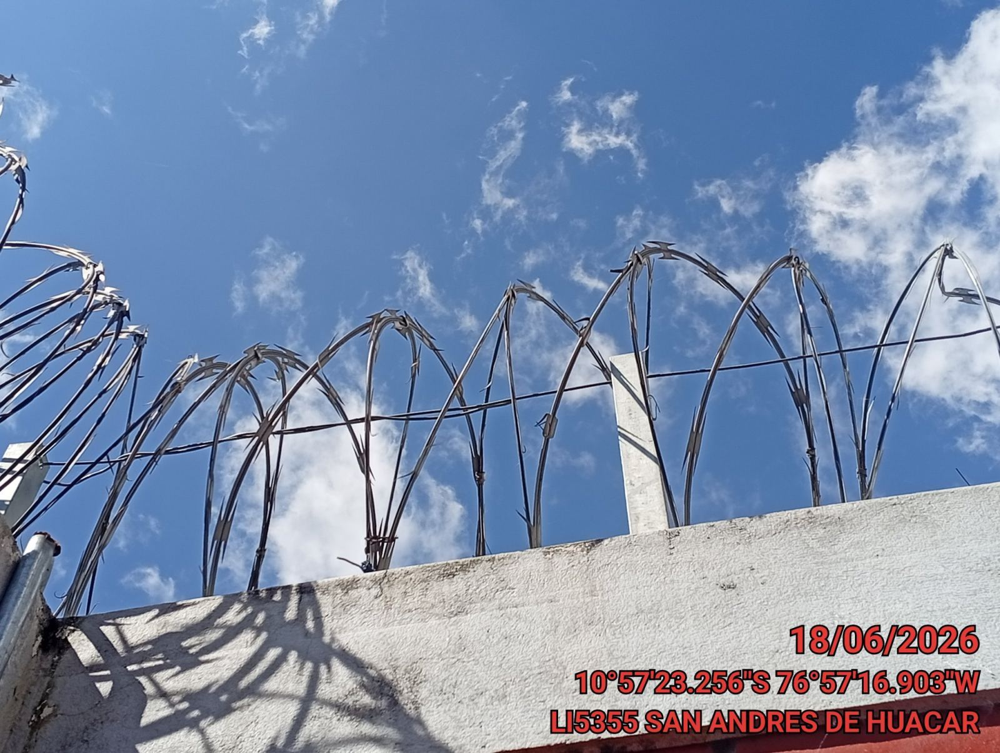 18/06/2026
10°57'23.256"S 76°57'16.903"W
LI5355 SAN ANDRES DE HUACAR